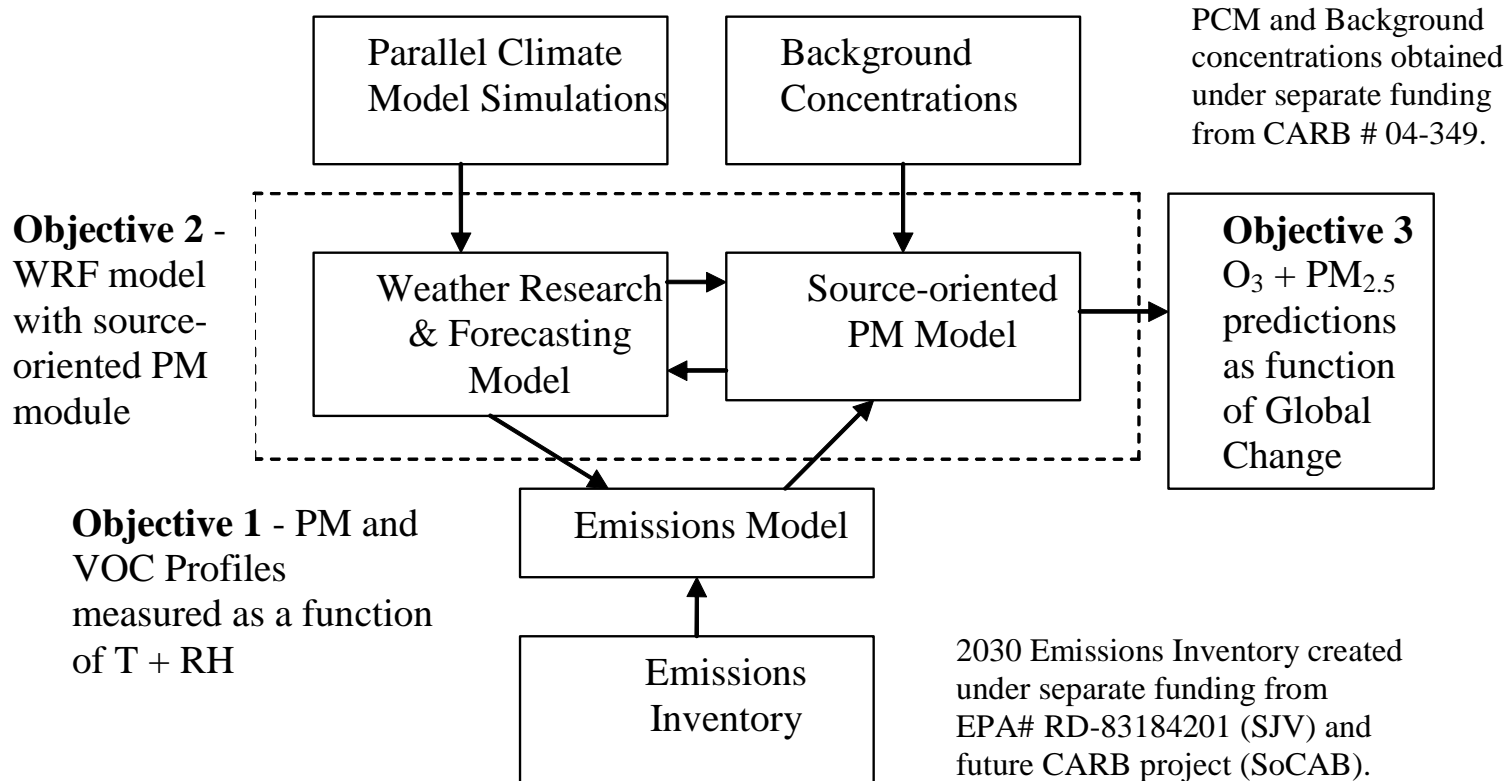 Parallel Climate
Model Simulations
Background
Concentrations
PCM and Background
concentrations obtained
under separate funding
from CARB # 04-349.
Objective 2 -
WRF model
with source-
oriented PM
module
Weather Research
& Forecasting
Model
Source-oriented
PM Model
Objective 3
O₃ + PM₂.₅
predictions
as function
of Global
Change
Objective 1 - PM and
VOC Profiles
measured as a function
of T + RH
Emissions Model
Emissions
Inventory
2030 Emissions Inventory created
under separate funding from
EPA# RD-83184201 (SJV) and
future CARB project (SoCAB).